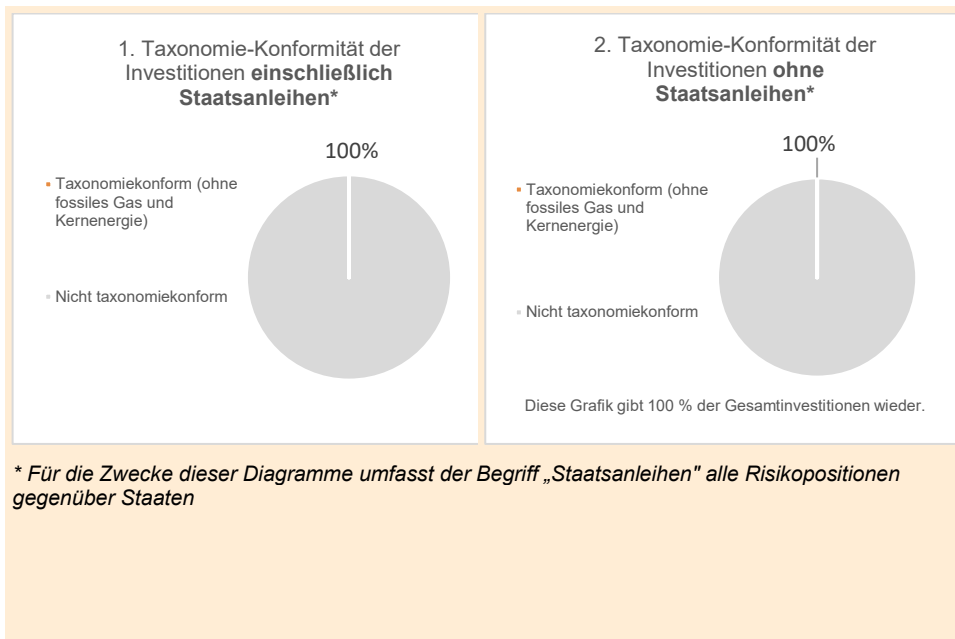 1. Taxonomie-Konformität der
Investitionen einschließlich
Staatsanleihen*
100%
Taxonomiekonform (ohne
fossiles Gas und
Kernenergie)
Nicht taxonomiekonform
2. Taxonomie-Konformität der
Investitionen ohne
Staatsanleihen*
100%
Taxonomiekonform (ohne
fossiles Gas und
Kernenergie)
Nicht taxonomiekonform
Diese Grafik gibt 100 % der Gesamtinvestitionen wieder.
* Für die Zwecke dieser Diagramme umfasst der Begriff „Staatsanleihen" alle Risikopositionen
gegenüber Staaten